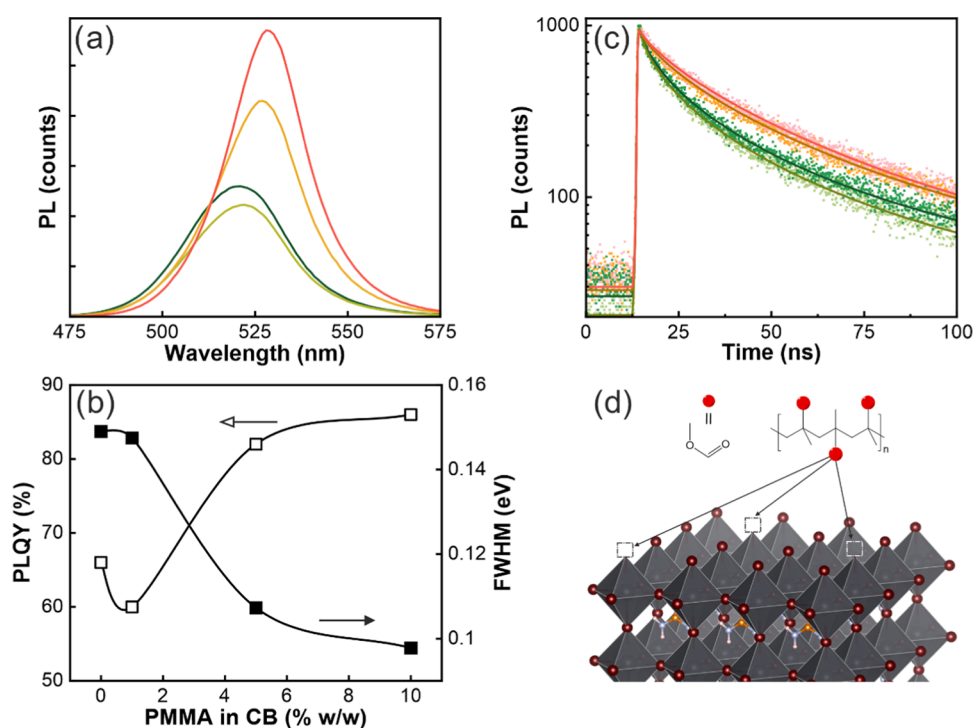 (a)
PL (counts)
475 500 525 550 575
Wavelength (nm)
(c)
1000
100
PL (counts)
0 25 50 75 100
Time (ns)
(b)
90
80
70
60
50
PLQY (%)
0.16
0.14
0.12
0.1
FWHM (eV)
0 2 4 6 8 10
PMMA in CB (% w/w)
(d)
O O
n